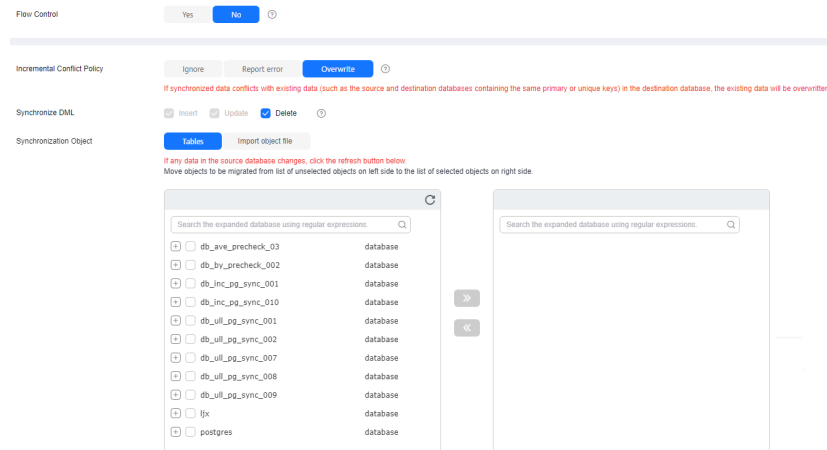 Flow Control Yes No
Incremental Conflict Policy Ignore Report error Overwrite
If synchronized data conflicts with existing data (such as the source and destination databases containing the same primary or unique keys) in the destination database, the existing data will be overwritten
Synchronize DML Insert Update Delete
Synchronization Object Tables Import object file
If any data in the source database changes, click the refresh button below.
Move objects to be migrated from list of unselected objects on left side to the list of selected objects on right side.
Search the expanded database using regular expressions. Search the expanded database using regular expressions.
db_ave_precheck_03 database
db_by_precheck_002 database
db_inc_pg_sync_001 database
db_inc_pg_sync_010 database
db_ull_pg_sync_001 database
db_ull_pg_sync_002 database
db_ull_pg_sync_007 database
db_ull_pg_sync_008 database
db_ull_pg_sync_009 database
ljx database
postgres database